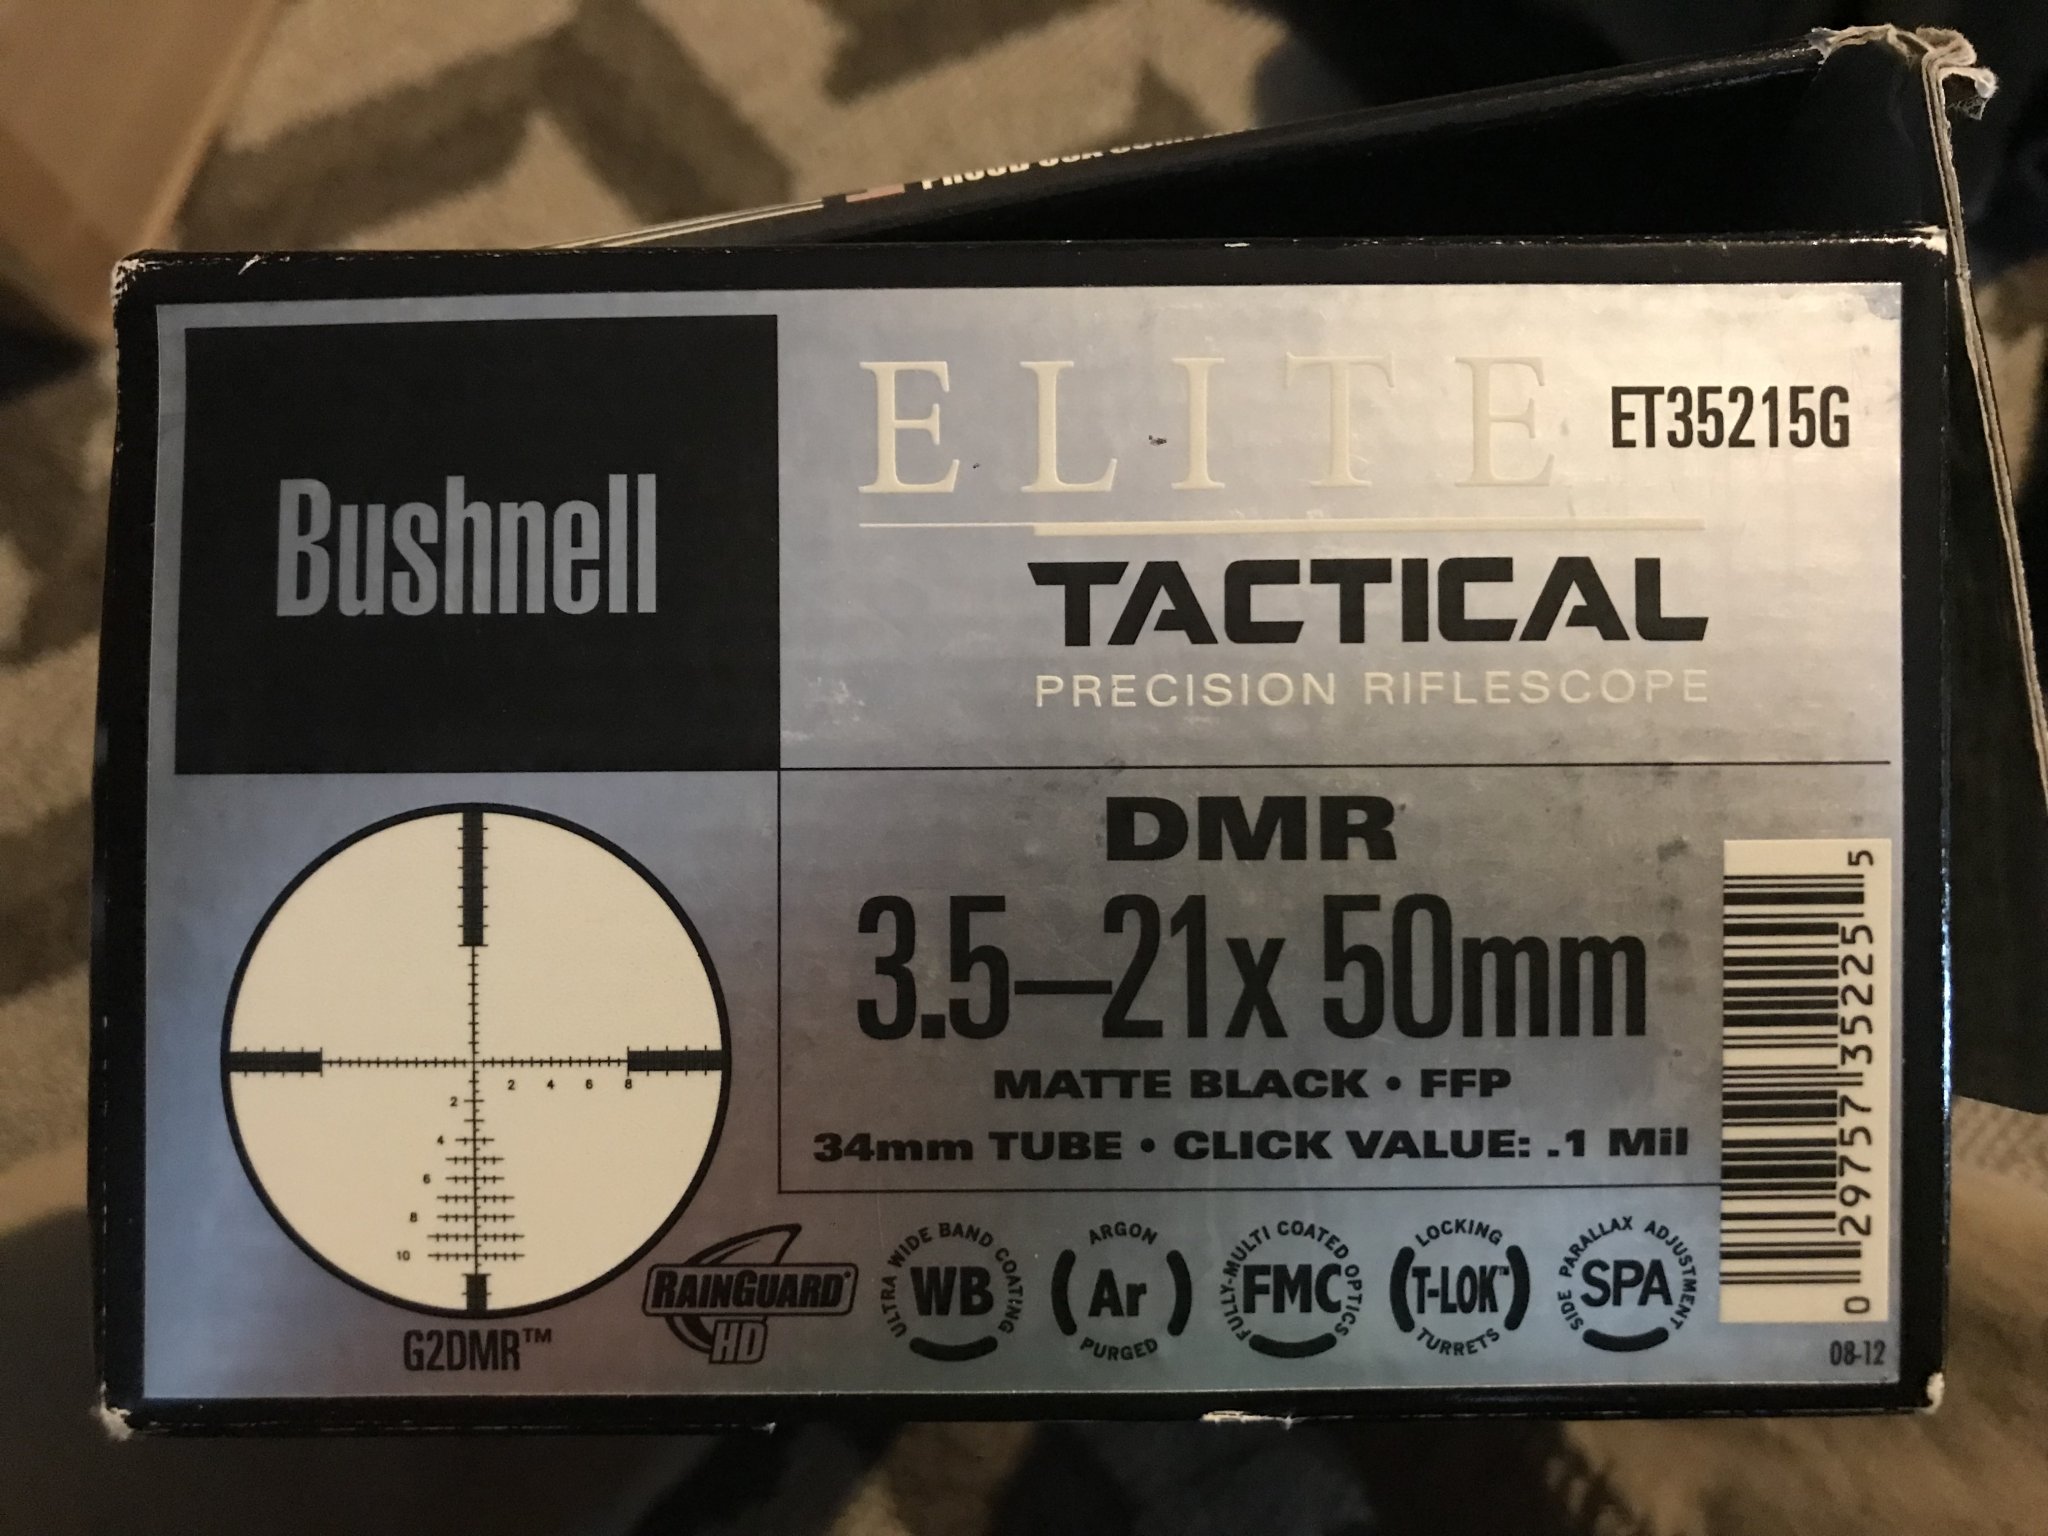 Bushnell
ELITE
ET35215G
TACTICAL
PRECISION RIFLESCOPE
DMR
3.5–21x 50mm
MATTE BLACK • FFP
34mm TUBE • CLICK VALUE: .1 Mil
2 4 6 8
2
4
6
8
10
G2DMR™
RAINGUARD®
HD
ULTRA WIDE BAND COATING
WB
ARGON
Ar
PURGED
FULLY-MULTI COATED OPTICS
FMC
LOCKING
T-LOK™
TURRETS
SIDE PARALLAX ADJUSTMENT
SPA
0 29757 35225 5
08-12